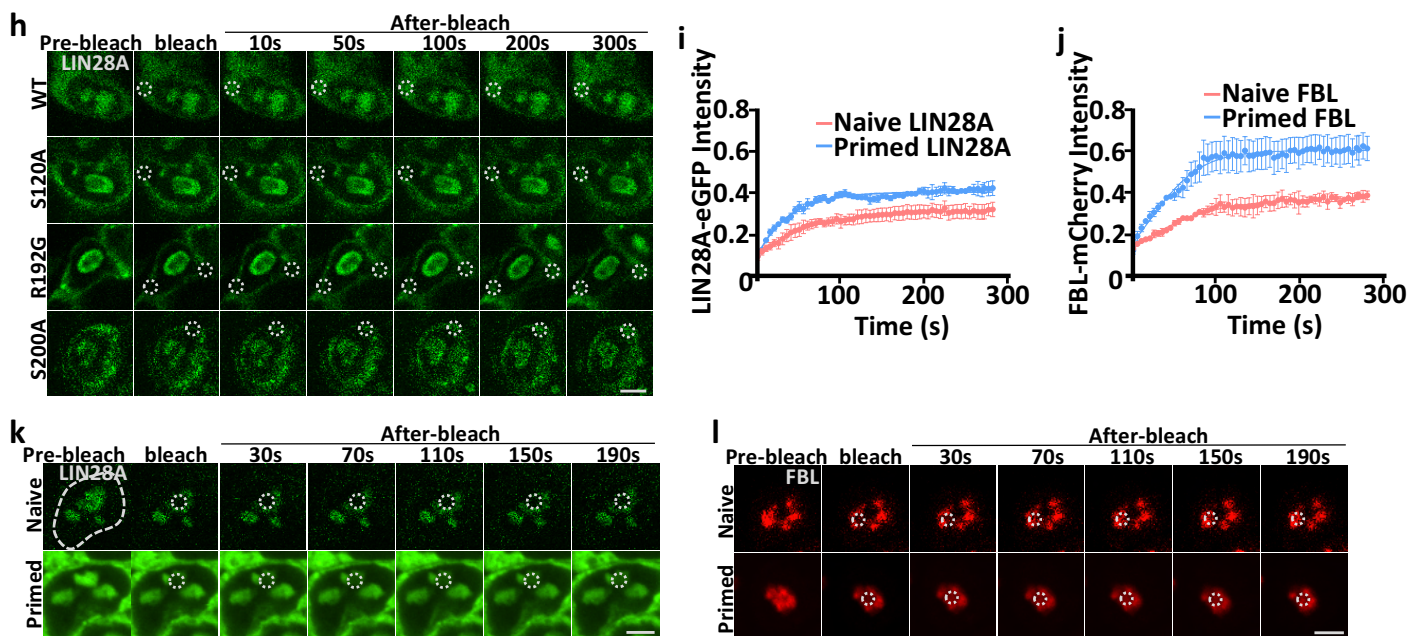 h
After-bleach
Pre-bleach bleach 10s 50s 100s 200s 300s
LIN28A
WT
S120A
R192G
S200A
i
LIN28A-eGFP Intensity
0.8
0.6
0.4
0.2
0
Naive LIN28A
Primed LIN28A
100 200 300
Time (s)
j
FBL-mCherry Intensity
0.8
0.6
0.4
0.2
0
Naive FBL
Primed FBL
100 200 300
Time (s)
k
After-bleach
Pre-bleach bleach 30s 70s 110s 150s 190s
LIN28A
Naive
Primed
l
After-bleach
Pre-bleach bleach 30s 70s 110s 150s 190s
FBL
Naive
Primed